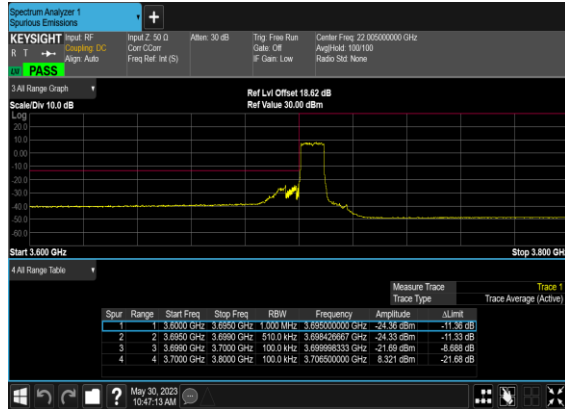 Spectrum Analyzer 1
Spurious Emissions
+
KEYSIGHT Input: RF Input Z: 50 Ω Atten: 30 dB Trig: Free Run Center Freq: 22.005000000 GHz
R T Coupling: DC Corr CCorr Gate: Off Avg|Hold: 100/100
Align: Auto Freq Ref: Int (S) IF Gain: Low Radio Std: None
LV PASS
3 All Range Graph
Ref Lvl Offset 18.62 dB
Scale/Div 10.0 dB Ref Value 30.00 dBm
Log
20.0
10.0
0.00
-10.0
-20.0
-30.0
-40.0
-50.0
-60.0
Start 3.600 GHz Stop 3.800 GHz
4 All Range Table
Measure Trace Trace 1
Trace Type Trace Average (Active)
Spur Range Start Freq Stop Freq RBW Frequency Amplitude ΔLimit
1 1 3.6000 GHz 3.6950 GHz 1.000 MHz 3.695000000 GHz -24.36 dBm -11.36 dB
2 2 3.6950 GHz 3.6990 GHz 510.0 kHz 3.698426667 GHz -24.33 dBm -11.33 dB
3 3 3.6990 GHz 3.7000 GHz 100.0 kHz 3.699998333 GHz -21.69 dBm -8.688 dB
4 4 3.7000 GHz 3.8000 GHz 100.0 kHz 3.706500000 GHz 8.321 dBm -21.68 dB
? May 30, 2023
10:47:13 AM